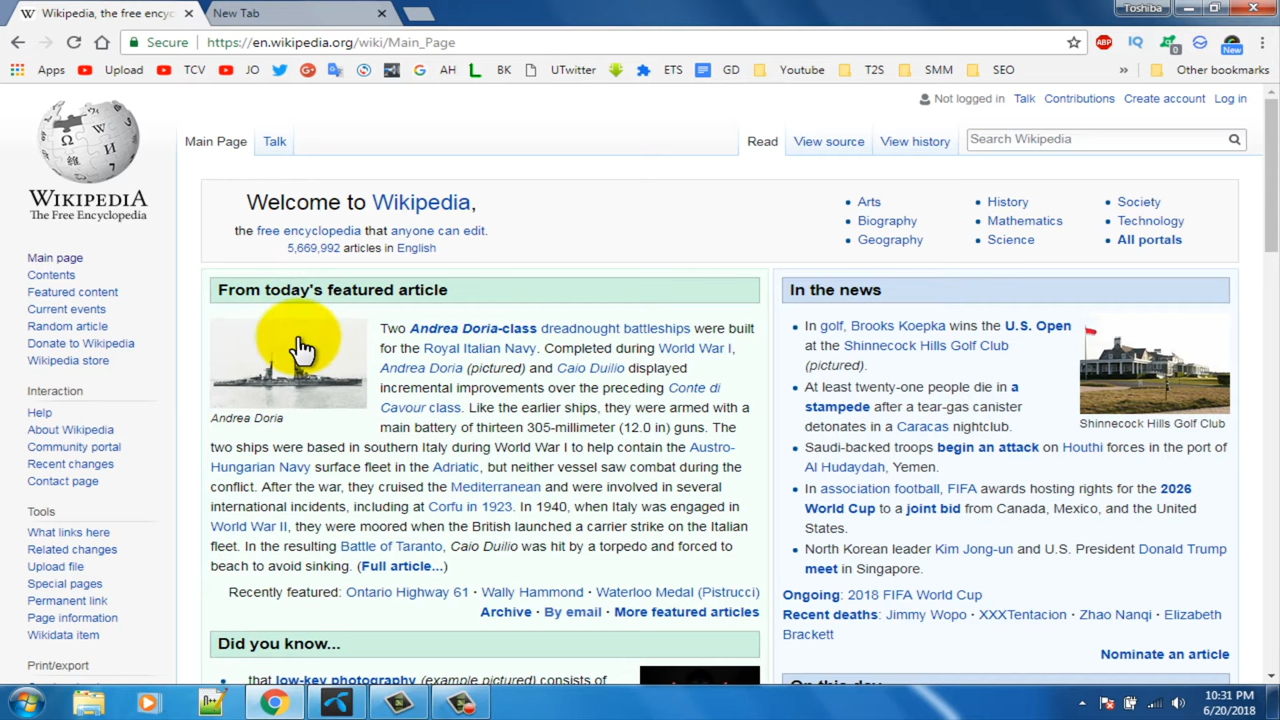 Wikipedia, the free encyc
New Tab
Toshiba
Secure
https://en.wikipedia.org/wiki/Main_Page
ABP
IQ
0
New
Apps
Upload
TCV
JO
AH
BK
UTwitter
ETS
GD
Youtube
T2S
SMM
SEO
»
Other bookmarks
WIKIPEDIA
The Free Encyclopedia
Not logged in Talk Contributions Create account Log in
Main Page Talk
Read View source View history
Search Wikipedia
Main page
Contents
Featured content
Current events
Random article
Donate to Wikipedia
Wikipedia store
Interaction
Help
About Wikipedia
Community portal
Recent changes
Contact page
Tools
What links here
Related changes
Upload file
Special pages
Permanent link
Page information
Wikidata item
Print/export
Welcome to Wikipedia,
the free encyclopedia that anyone can edit.
5,669,992 articles in English
• Arts
• Biography
• Geography
• History
• Mathematics
• Science
• Society
• Technology
• All portals
From today's featured article
Andrea Doria
Two Andrea Doria-class dreadnought battleships were built
for the Royal Italian Navy. Completed during World War I,
Andrea Doria (pictured) and Caio Duilio displayed
incremental improvements over the preceding Conte di
Cavour class. Like the earlier ships, they were armed with a
main battery of thirteen 305-millimeter (12.0 in) guns. The
two ships were based in southern Italy during World War I to help contain the Austro-
Hungarian Navy surface fleet in the Adriatic, but neither vessel saw combat during the
conflict. After the war, they cruised the Mediterranean and were involved in several
international incidents, including at Corfu in 1923. In 1940, when Italy was engaged in
World War II, they were moored when the British launched a carrier strike on the Italian
fleet. In the resulting Battle of Taranto, Caio Duilio was hit by a torpedo and forced to
beach to avoid sinking. (Full article...)
Recently featured: Ontario Highway 61 · Wally Hammond · Waterloo Medal (Pistrucci)
Archive · By email · More featured articles
Did you know...
• that low-key photography (example pictured) consists of
In the news
• In golf, Brooks Koepka wins the U.S. Open
at the Shinnecock Hills Golf Club
(pictured).
• At least twenty-one people die in a
stampede after a tear-gas canister
detonates in a Caracas nightclub.
Shinnecock Hills Golf Club
• Saudi-backed troops begin an attack on Houthi forces in the port of
Al Hudaydah, Yemen.
• In association football, FIFA awards hosting rights for the 2026
World Cup to a joint bid from Canada, Mexico, and the United
States.
• North Korean leader Kim Jong-un and U.S. President Donald Trump
meet in Singapore.
Ongoing: 2018 FIFA World Cup
Recent deaths: Jimmy Wopo · XXXTentacion · Zhao Nanqi · Elizabeth
Brackett
Nominate an article
On this day
10:31 PM
6/20/2018